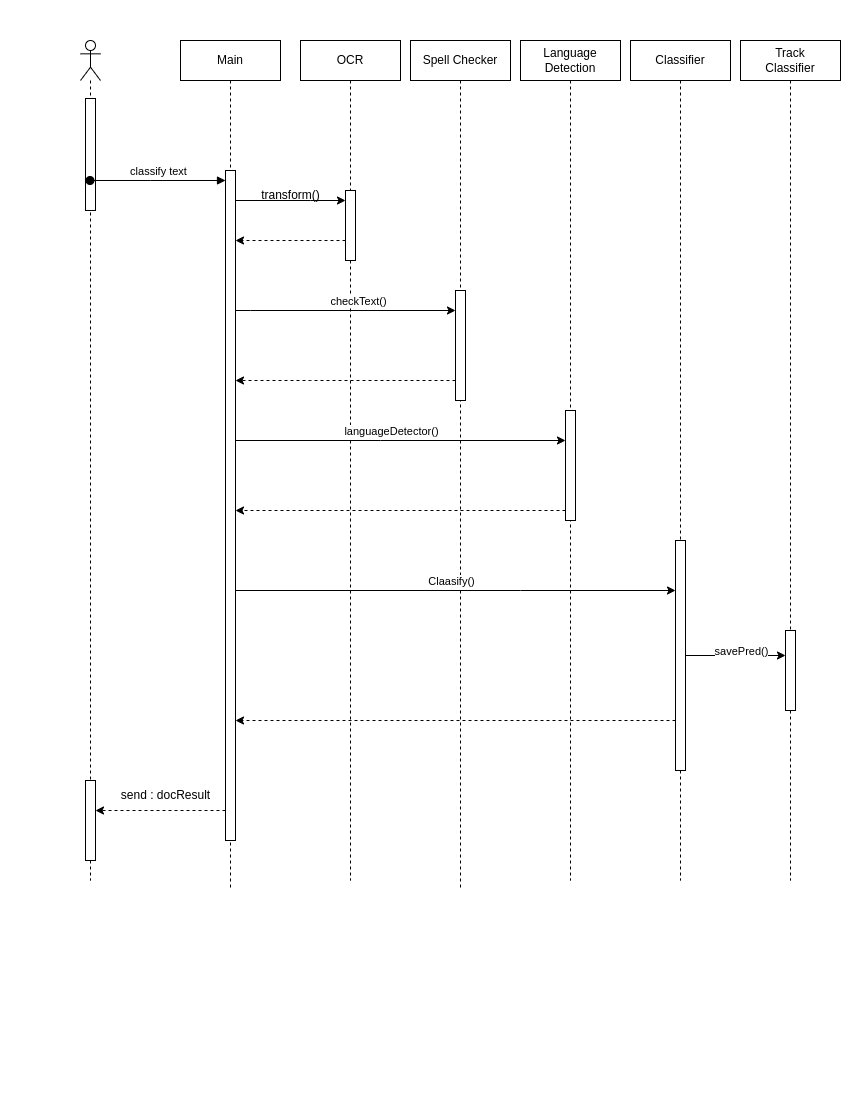 Main
OCR
Spell Checker
Language
Detection
Classifier
Track
Classifier
classify text
transform()
checkText()
languageDetector()
Claasify()
savePred()
send : docResult